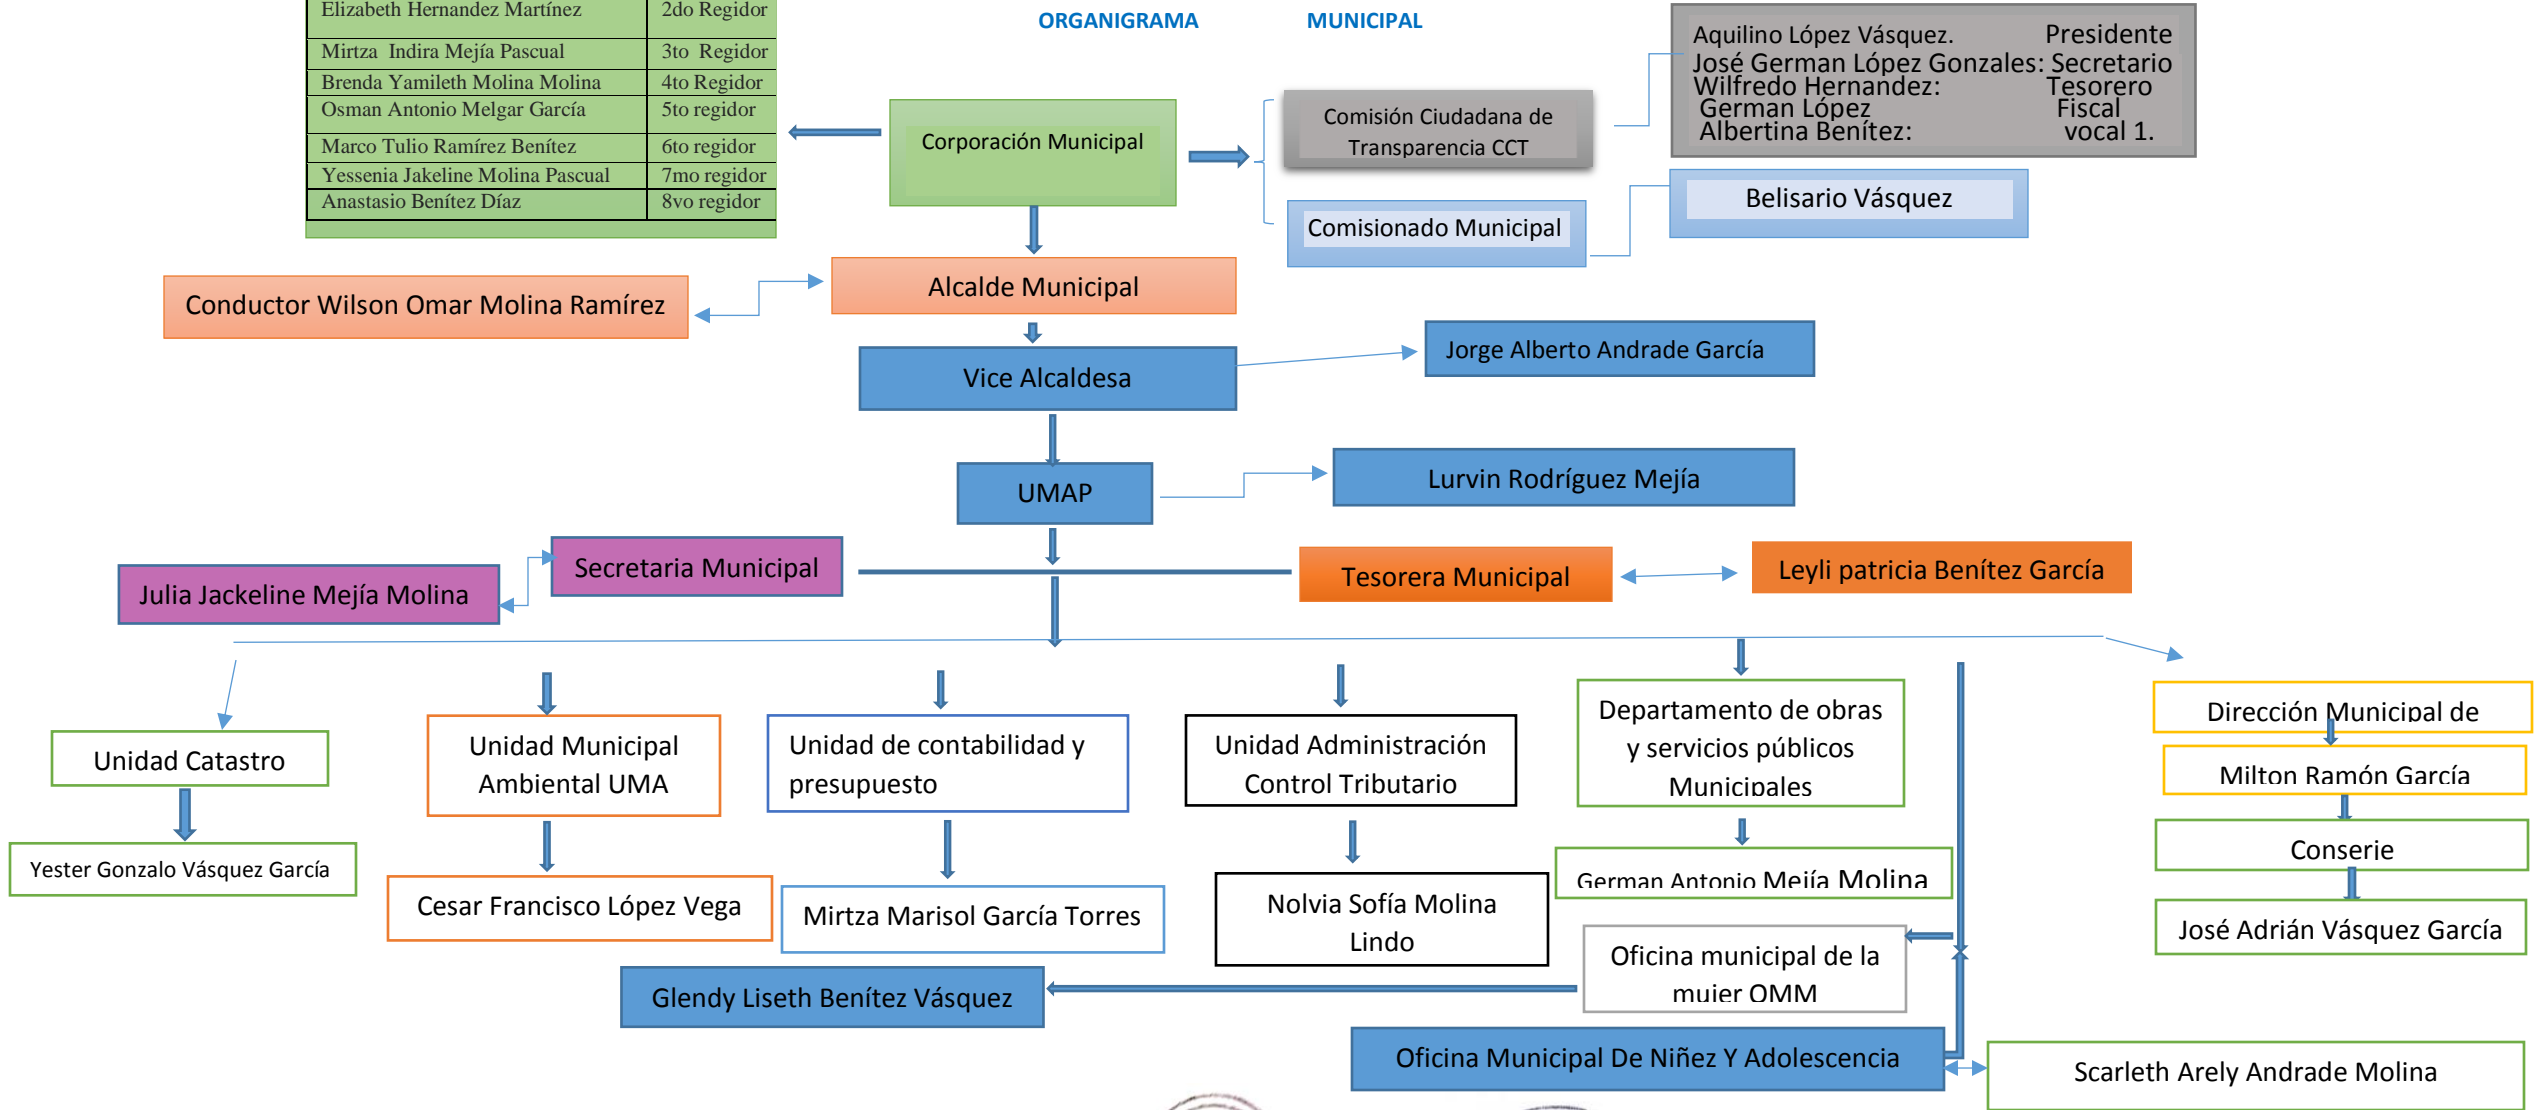 Elizabeth Hernandez Martínez 2do Regidor
Mirtza Indira Mejía Pascual 3to Regidor
Brenda Yamileth Molina Molina 4to Regidor
Osman Antonio Melgar García 5to regidor
Marco Tulio Ramírez Benítez 6to regidor
Yessenia Jakeline Molina Pascual 7mo regidor
Anastasio Benítez Díaz 8vo regidor
ORGANIGRAMA MUNICIPAL
Aquilino López Vásquez. Presidente
José German López Gonzales: Secretario
Wilfredo Hernandez: Tesorero
German López Fiscal
Albertina Benítez: vocal 1.
Corporación Municipal
Comisión Ciudadana de
Transparencia CCT
Comisionado Municipal
Belisario Vásquez
Conductor Wilson Omar Molina Ramírez
Alcalde Municipal
Vice Alcaldesa
Jorge Alberto Andrade García
UMAP
Lurvin Rodríguez Mejía
Julia Jackeline Mejía Molina
Secretaria Municipal
Tesorera Municipal
Leyli patricia Benítez García
Unidad Catastro
Yester Gonzalo Vásquez García
Unidad Municipal
Ambiental UMA
Cesar Francisco López Vega
Unidad de contabilidad y
presupuesto
Mirtza Marisol García Torres
Unidad Administración
Control Tributario
Nolvia Sofía Molina
Lindo
Departamento de obras
y servicios públicos
Municipales
German Antonio Mejía Molina
Dirección Municipal de
Milton Ramón García
Conserje
José Adrián Vásquez García
Oficina municipal de la
mujer OMM
Glendy Liseth Benítez Vásquez
Oficina Municipal De Niñez Y Adolescencia
Scarleth Arely Andrade Molina